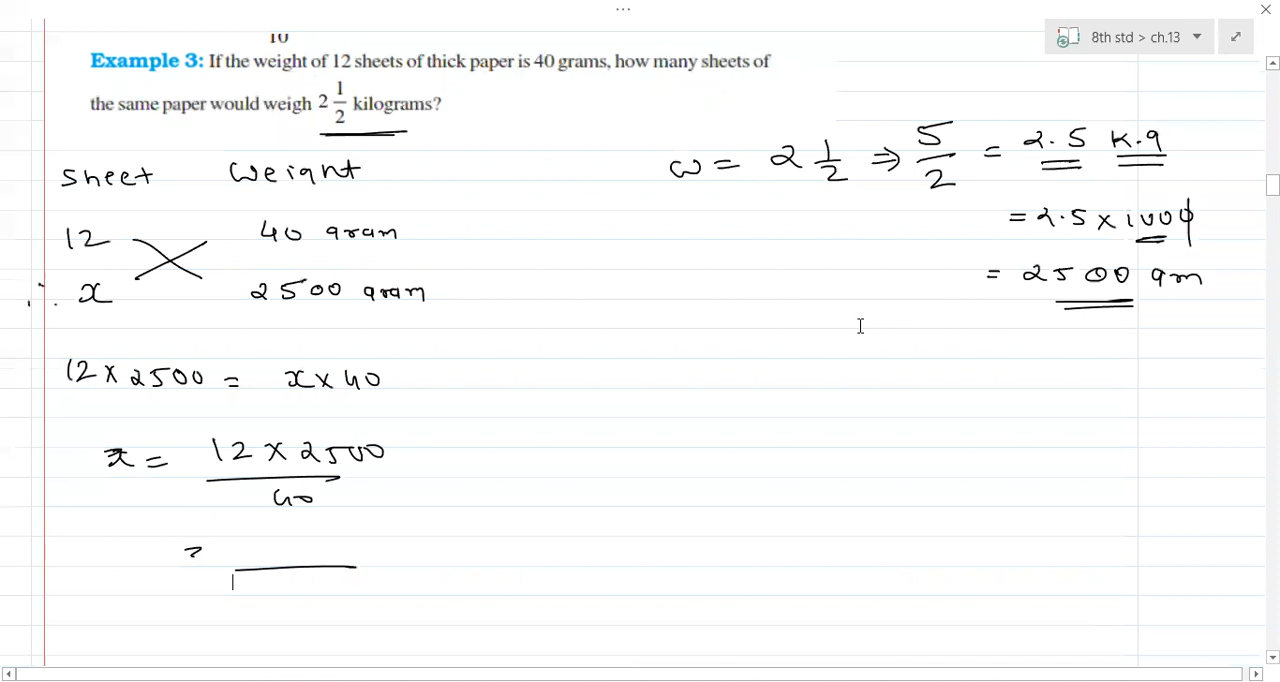 8th std > ch.13
10
Example 3: If the weight of 12 sheets of thick paper is 40 grams, how many sheets of
the same paper would weigh 2 1/2 kilograms?
w = 2 1/2 ⇒ 5/2 = 2.5 K.g
= 2.5 x 1000
= 2500 gm
Sheet Weight
12 40 gram
∴ x 2500 gram
12 x 2500 = x x 40
x = 12 x 2500
40
=